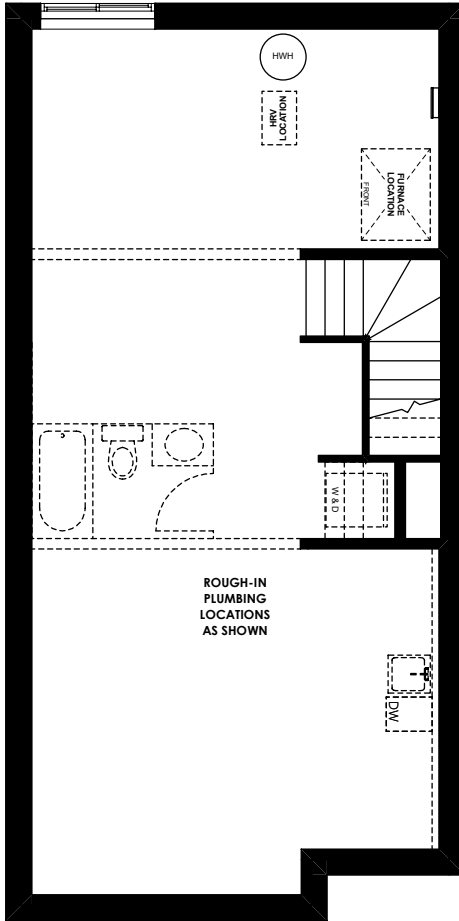 HWH
HRV
LOCATION
FURNACE
LOCATION
FRONT
W & D
ROUGH-IN
PLUMBING
LOCATIONS
AS SHOWN
DW